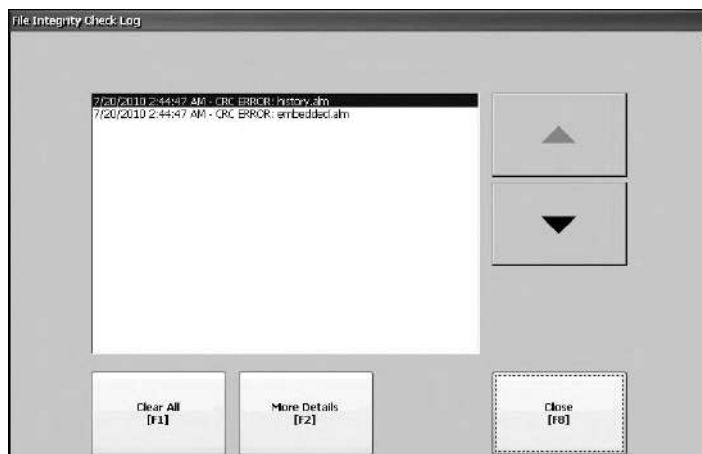 File Integrity Check Log
7/20/2010 2:44:47 AM - CRC ERROR: history.alm
7/20/2010 2:44:47 AM - CRC ERROR: embedded.alm
Clear All
[F1]
More Details
[F2]
Close
[F8]